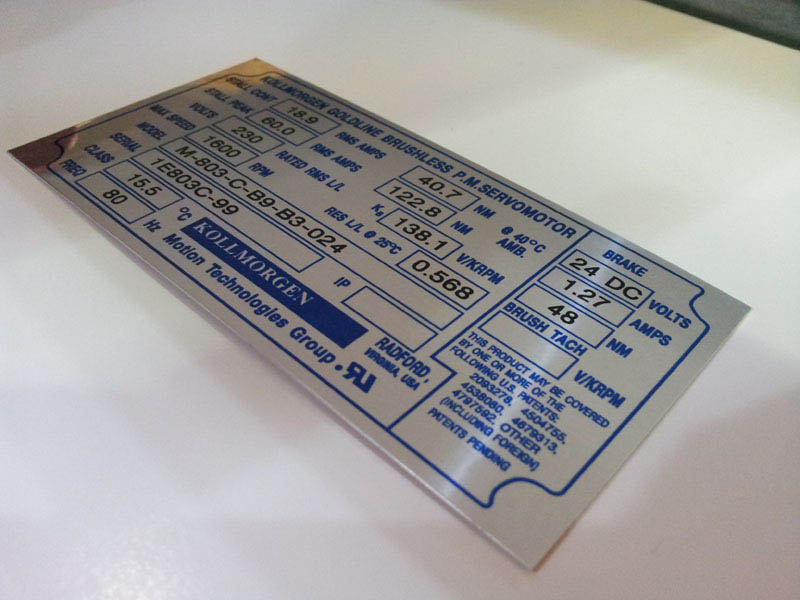 KOLLMORGEN GOLDLINE BRUSHLESS P.M. SERVOMOTOR
STALL CONT 18.9 RMS AMPS 40.7 NM @ 40°C
STALL PEAK 60.0 RMS AMPS 122.8 NM AMB.
VOLTS 230 RATED RMS L/L KB 138.1 V/KRPM
MAX SPEED 1600 RPM RES L/L @ 25°C 0.568
MODEL M-803-C-B9-B3-024
SERIAL 1E803C-99
CLASS 15.5 °C IP
FREQ 80 Hz
KOLLMORGEN
Motion Technologies Group.
RADFORD,
VIRGINIA, USA
BRAKE
24 DC VOLTS
1.27 AMPS
48 NM
BRUSH TACH
V/KRPM
THIS PRODUCT MAY BE COVERED
BY ONE OR MORE OF THE
FOLLOWING U.S. PATENTS:
2093278, 4504755,
4538080, 4679313,
4797592, OTHER
(INCLUDING FOREIGN)
PATENTS PENDING